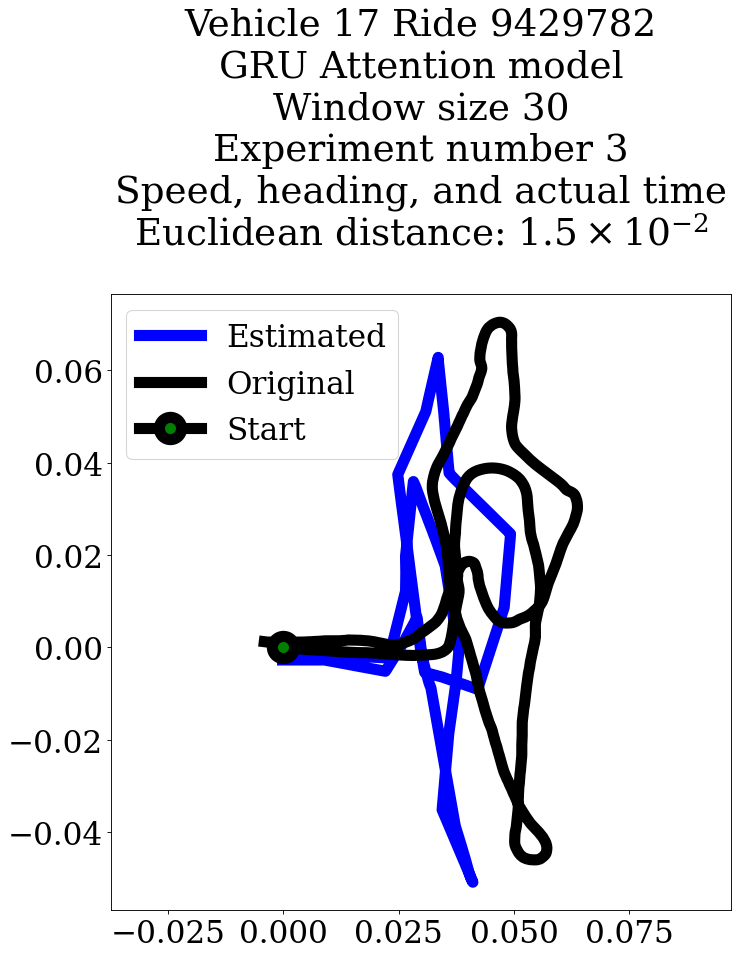 Vehicle 17 Ride 9429782
GRU Attention model
Window size 30
Experiment number 3
Speed, heading, and actual time
Euclidean distance: 1.5 × 10⁻²
Estimated
Original
Start
0.06
0.04
0.02
0.00
−0.02
−0.04
−0.025 0.000 0.025 0.050 0.075